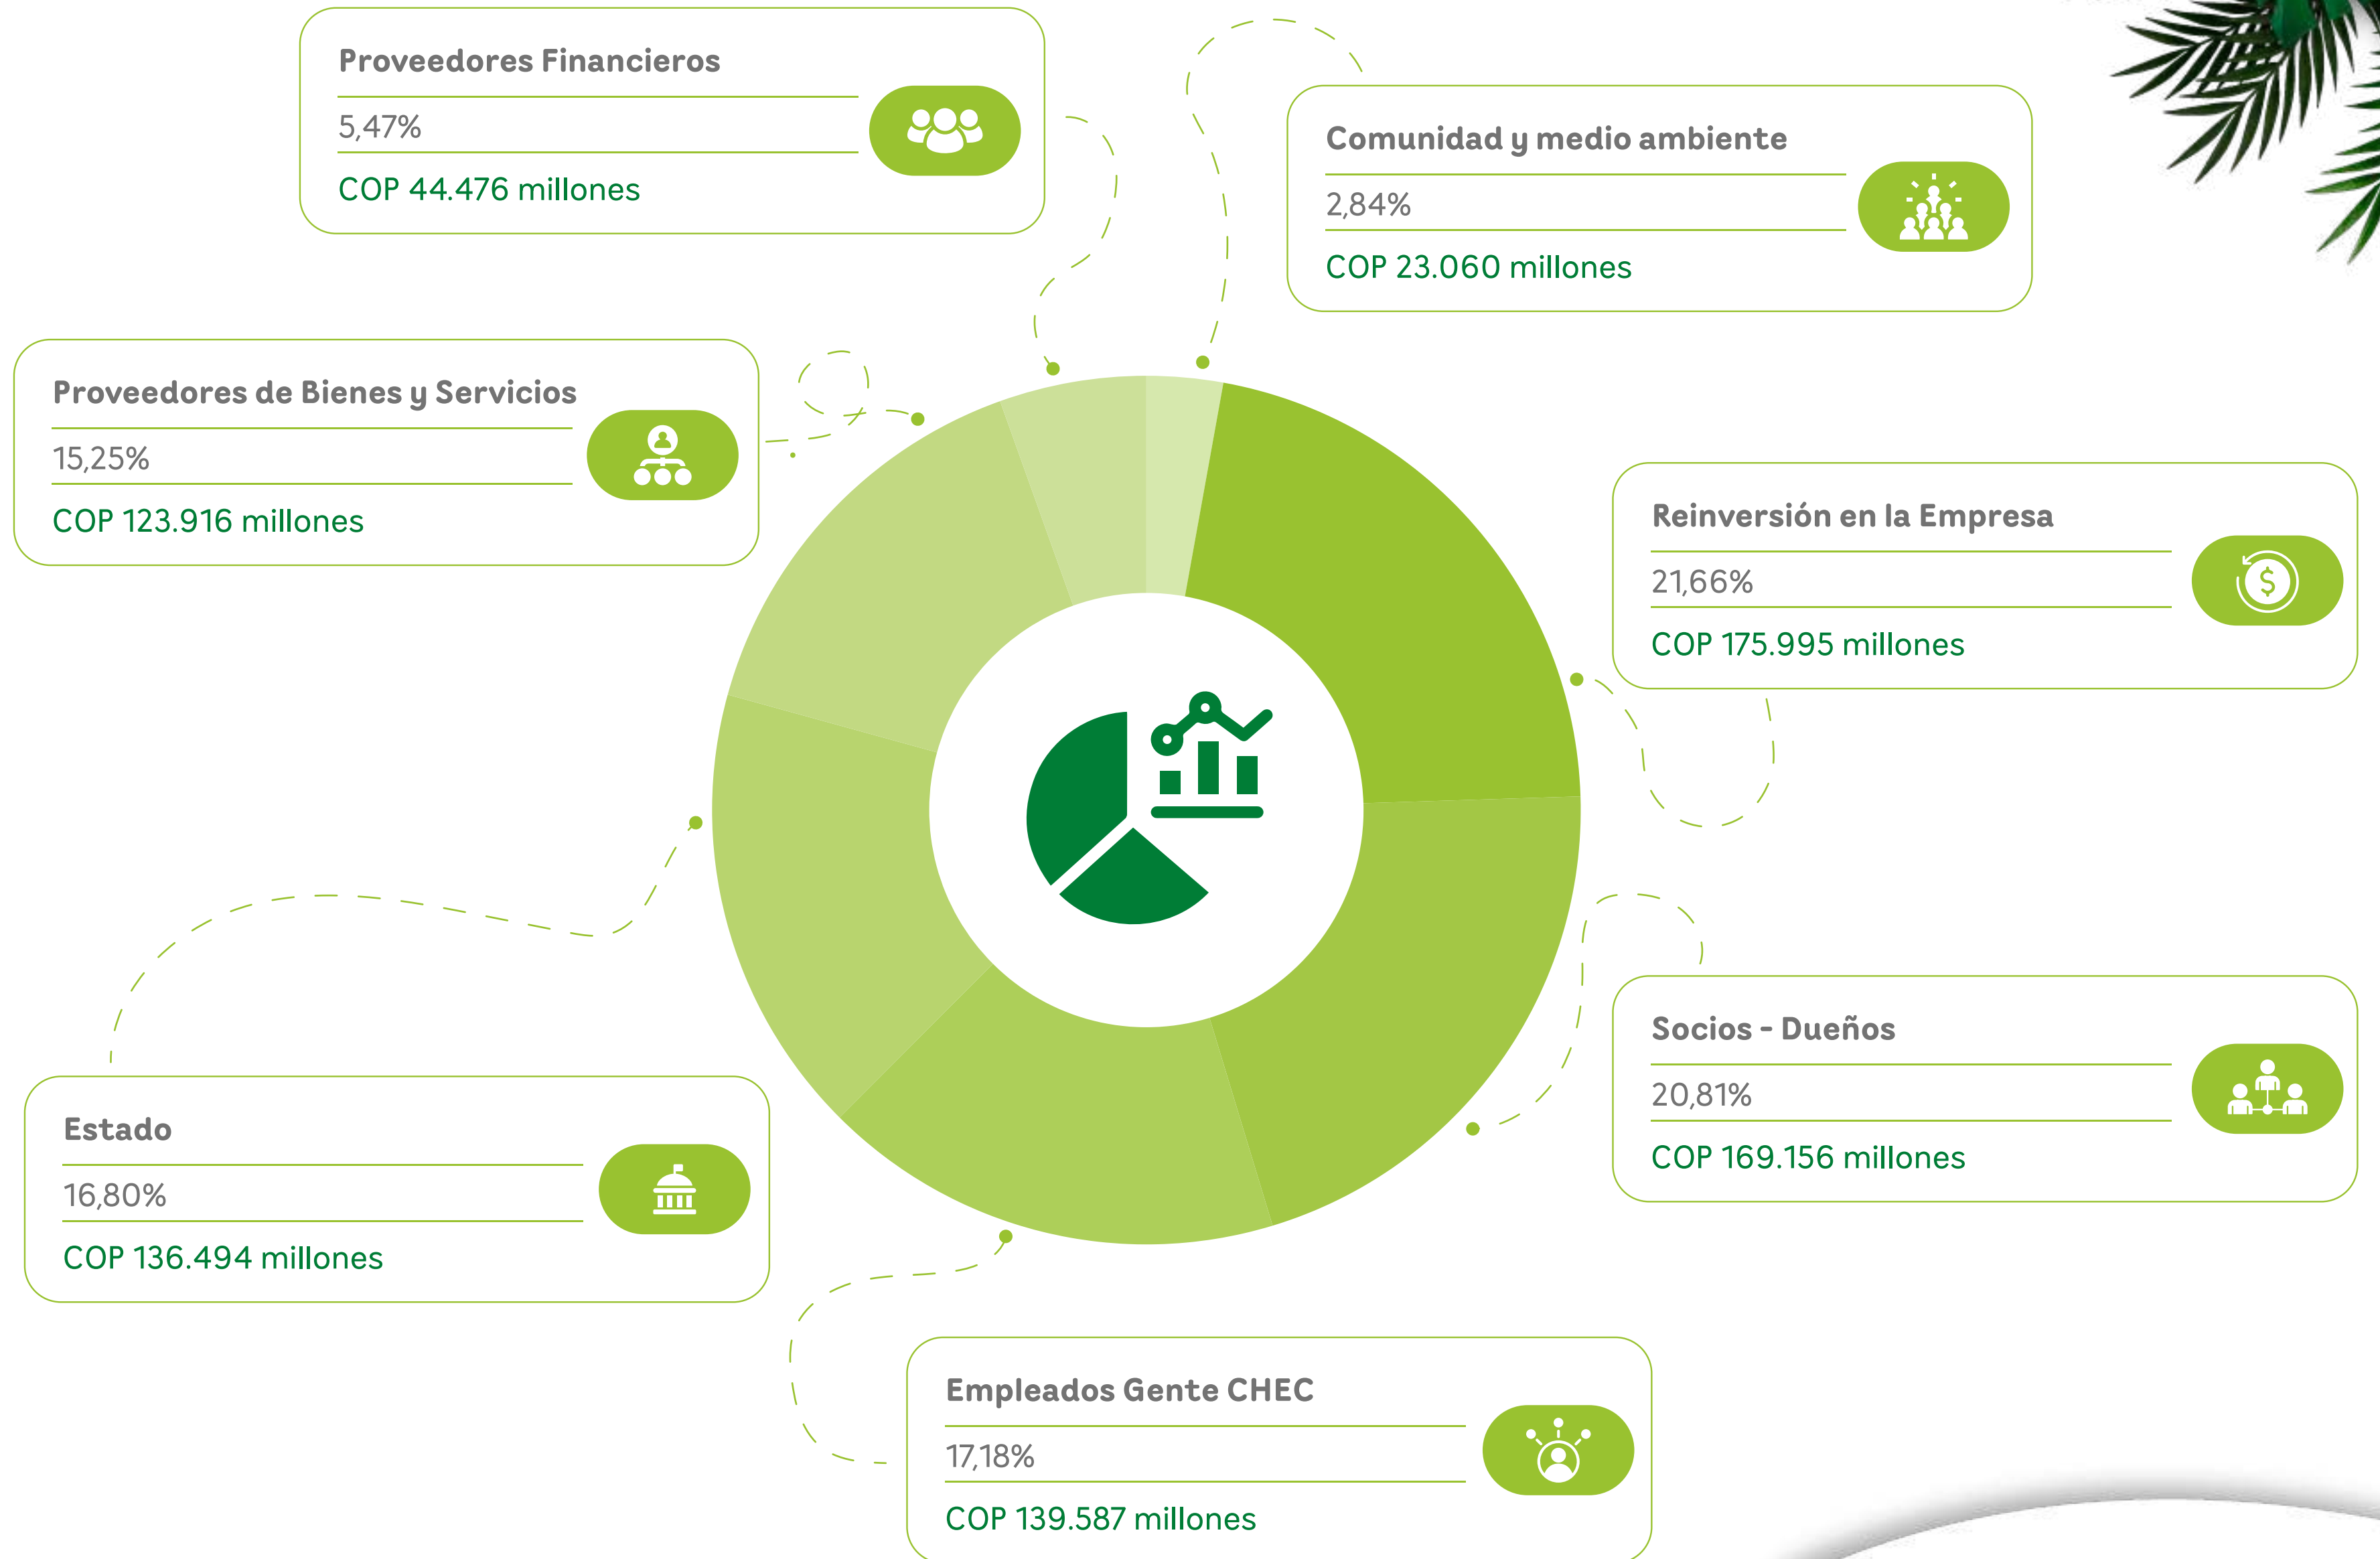 Proveedores Financieros
5,47%
COP 44.476 millones
Comunidad y medio ambiente
2,84%
COP 23.060 millones
Proveedores de Bienes y Servicios
15,25%
COP 123.916 millones
Reinversión en la Empresa
21,66%
COP 175.995 millones
Socios - Dueños
20,81%
COP 169.156 millones
Estado
16,80%
COP 136.494 millones
Empleados Gente CHEC
17,18%
COP 139.587 millones